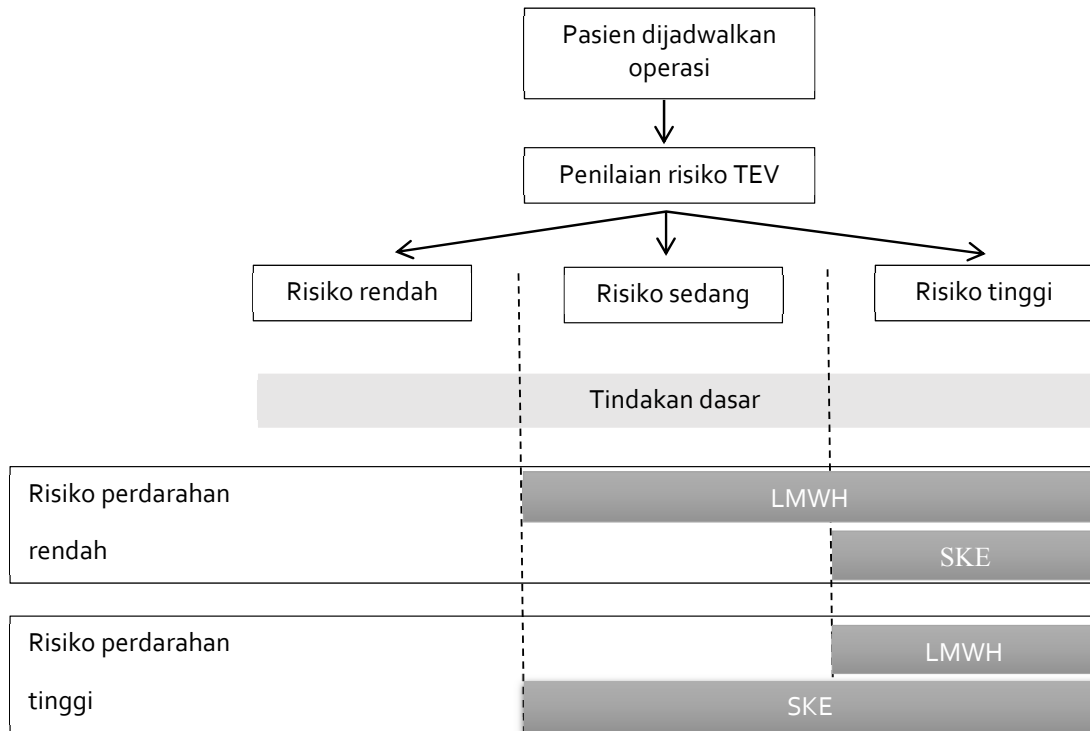 Pasien dijadwalkan
operasi
Penilaian risiko TEV
Risiko rendah
Risiko sedang
Risiko tinggi
Tindakan dasar
Risiko perdarahan
LMWH
rendah
SKE
Risiko perdarahan
LMWH
tinggi
SKE